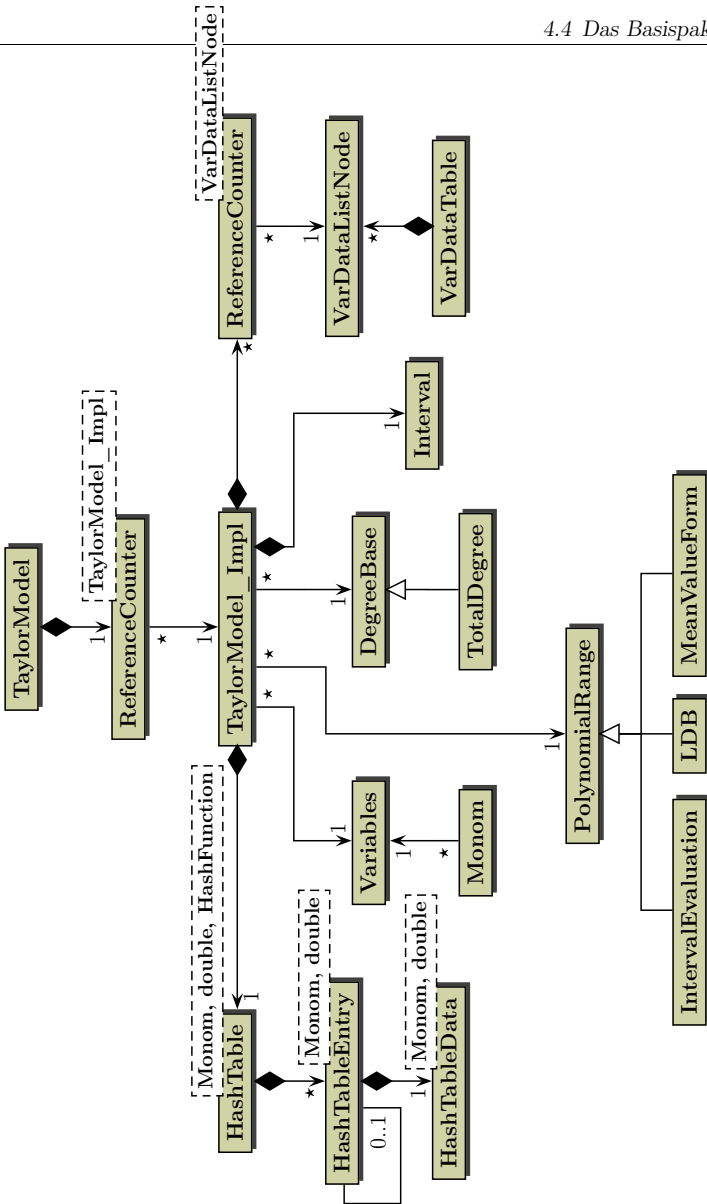 4.4 Das Basispak
TaylorModel
1
TaylorModel_Impl
ReferenceCounter
★
1
Monom, double, HashFunction
HashTable
1
TaylorModel_Impl
★
VarDataListNode
ReferenceCounter
★
★
★
★
1
Monom, double
★
HashTableEntry
0..1
1
Variables
1
DegreeBase
1
VarDataListNode
★
Monom, double
1
HashTableData
1
★
Monom
TotalDegree
1
Interval
VarDataTable
1
PolynomialRange
IntervalEvaluation
LDB
MeanValueForm